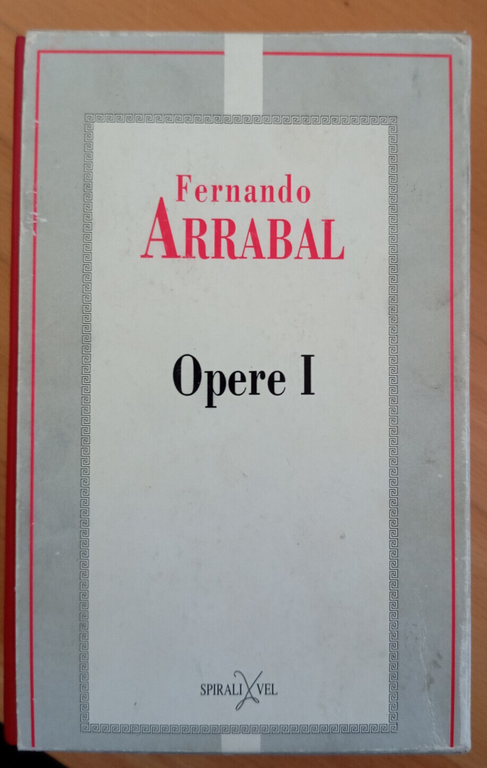 Fernando
ARRABAL
Opere I
SPIRALI VEL